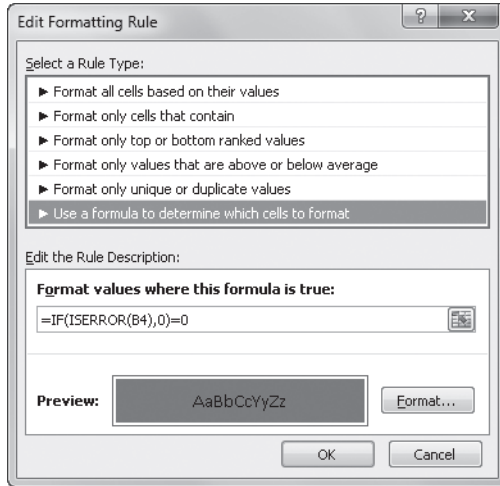 Edit Formatting Rule
Select a Rule Type:
► Format all cells based on their values
► Format only cells that contain
► Format only top or bottom ranked values
► Format only values that are above or below average
► Format only unique or duplicate values
► Use a formula to determine which cells to format
Edit the Rule Description:
Format values where this formula is true:
=IF(ISERROR(B4),0)=0
Preview: AaBbCcYyZz Format...
OK Cancel